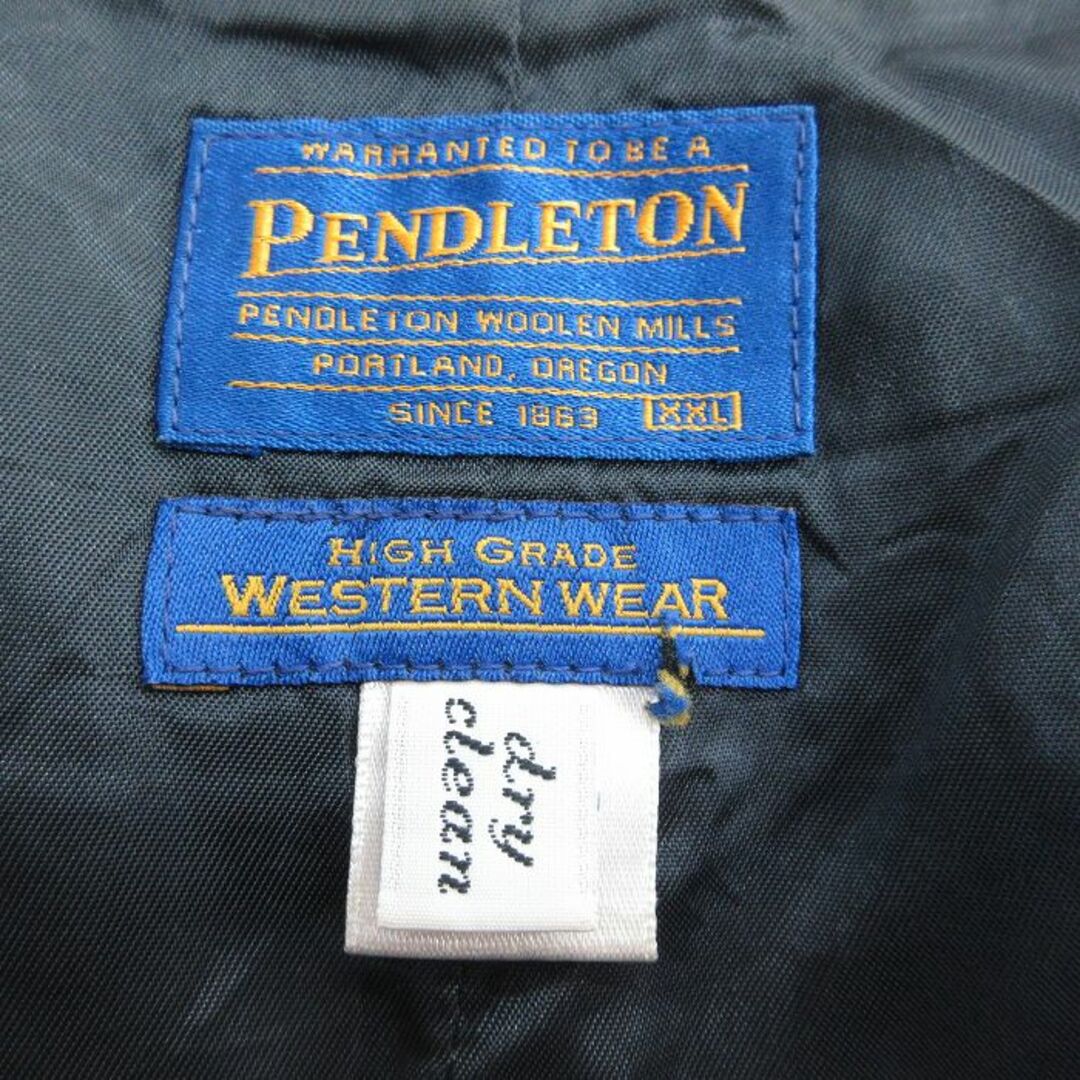 WARRANTED TO BE A
PENDLETON
PENDLETON WOOLEN MILLS
PORTLAND, OREGON
SINCE 1863 XXL
HIGH GRADE
WESTERN WEAR
dry
clean